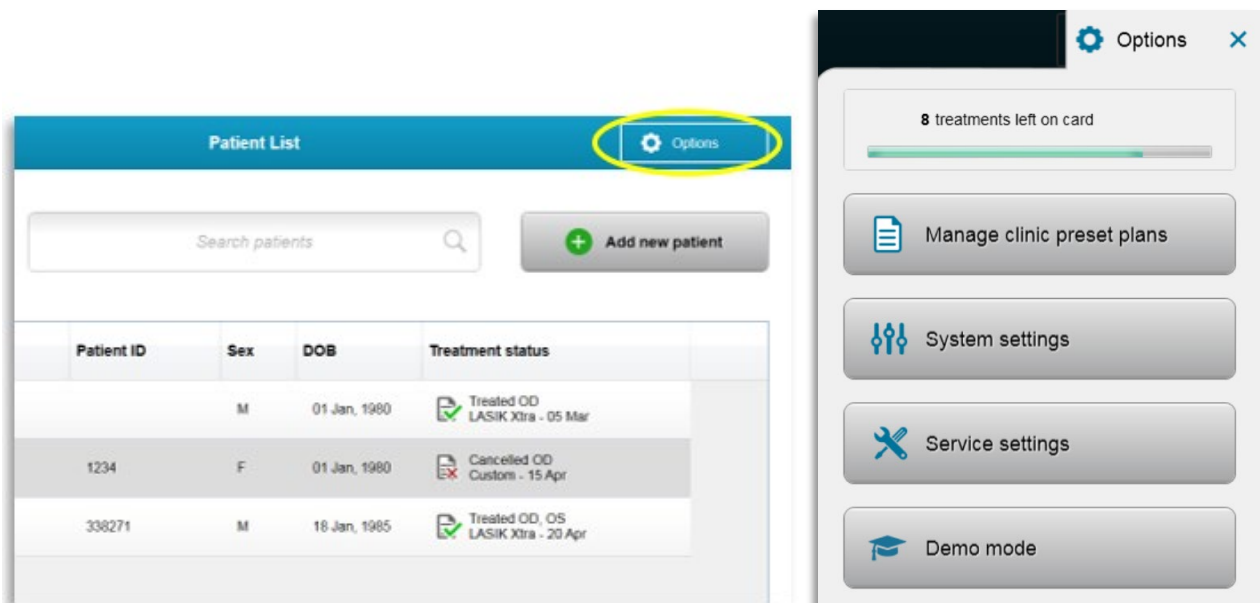 Patient List
Options
Search patients
Add new patient
Patient ID Sex DOB Treatment status
M 01 Jan, 1980 Treated OD
LASIK Xtra - 05 Mar
1234 F 01 Jan, 1980 Cancelled OD
Custom - 15 Apr
338271 M 18 Jan, 1985 Treated OD, OS
LASIK Xtra - 20 Apr
Options
8 treatments left on card
Manage clinic preset plans
System settings
Service settings
Demo mode